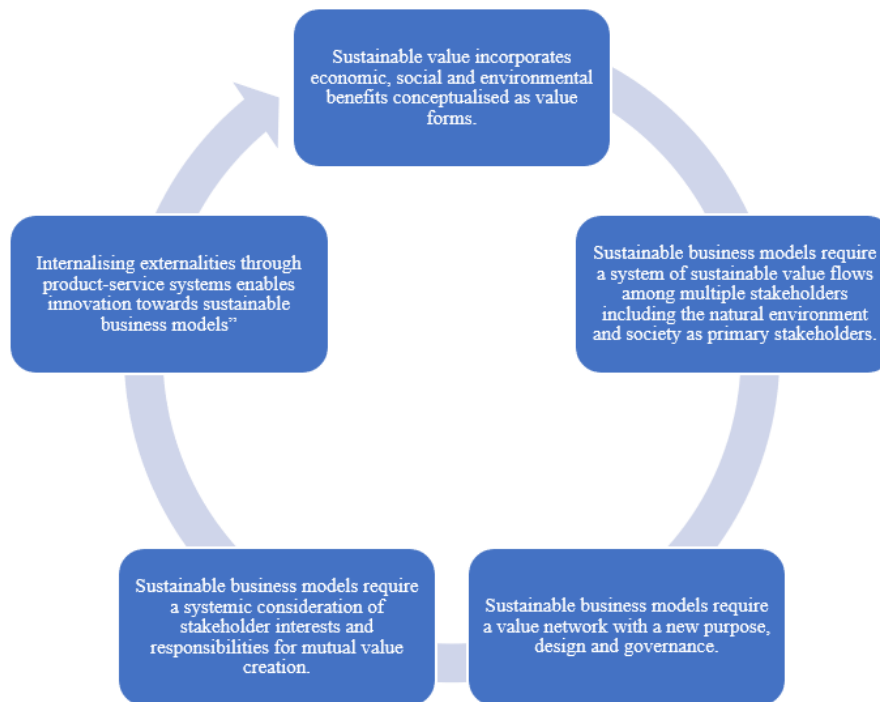 Sustainable value incorporates
economic, social and environmental
benefits conceptualised as value
forms.
Sustainable business models require
a system of sustainable value flows
among multiple stakeholders
including the natural environment
and society as primary stakeholders.
Sustainable business models require
a value network with a new purpose,
design and governance.
Sustainable business models require
a systemic consideration of
stakeholder interests and
responsibilities for mutual value
creation.
Internalising externalities through
product-service systems enables
innovation towards sustainable
business models”